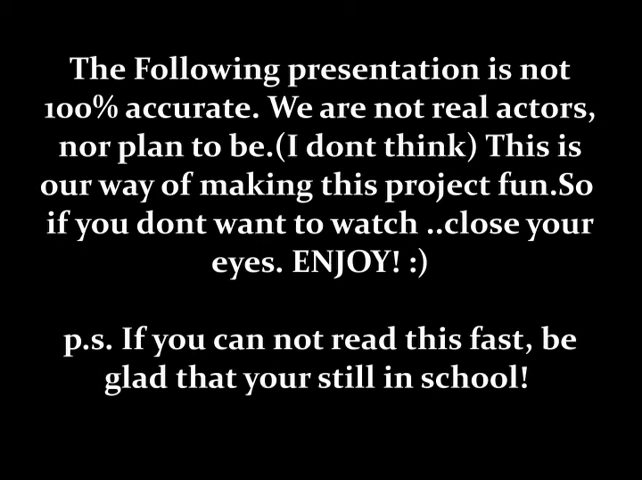 The Following presentation is not
100% accurate. We are not real actors,
nor plan to be.(I dont think) This is
our way of making this project fun.So
if you dont want to watch ..close your
eyes. ENJOY! :)
p.s. If you can not read this fast, be
glad that your still in school!